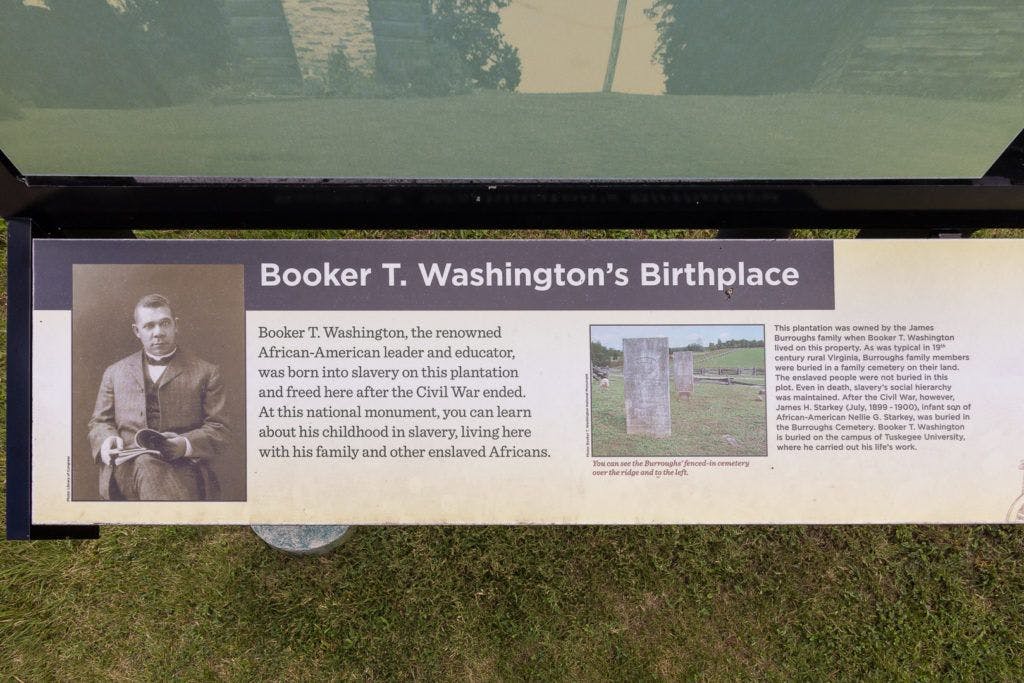 Booker T. Washington's Birthplace
Booker T. Washington, the renowned
African-American leader and educator,
was born into slavery on this plantation
and freed here after the Civil War ended.
At this national monument, you can learn
about his childhood in slavery, living here
with his family and other enslaved Africans.
Photo: Library of Congress
You can see the Burroughs' fenced-in cemetery
over the ridge and to the left.
This plantation was owned by the James
Burroughs family when Booker T. Washington
lived on this property. As was typical in 19th
century rural Virginia, Burroughs family members
were buried in a family cemetery on their land.
The enslaved people were not buried in this
plot. Even in death, slavery's social hierarchy
was maintained. After the Civil War, however,
James H. Starkey (July, 1899 - 1900), infant son of
African-American Nellie G. Starkey, was buried in
the Burroughs Cemetery. Booker T. Washington
is buried on the campus of Tuskegee University,
where he carried out his life's work.